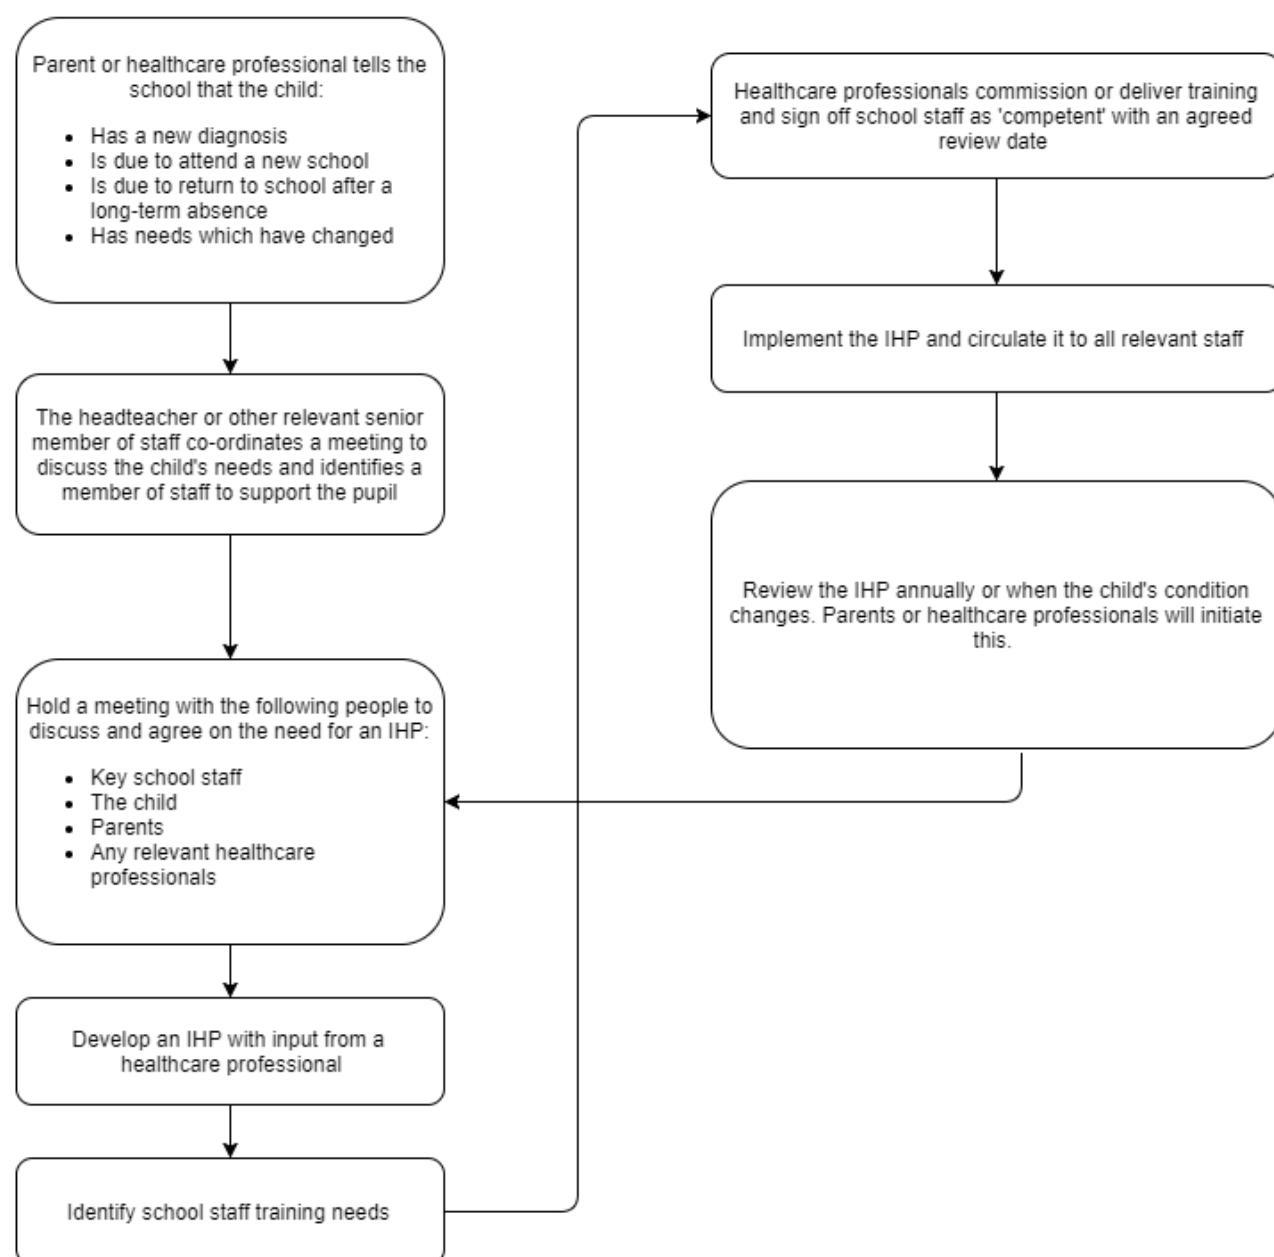 Parent or healthcare professional tells the
school that the child:
• Has a new diagnosis
• Is due to attend a new school
• Is due to return to school after a
long-term absence
• Has needs which have changed
The headteacher or other relevant senior
member of staff co-ordinates a meeting to
discuss the child's needs and identifies a
member of staff to support the pupil
Hold a meeting with the following people to
discuss and agree on the need for an IHP:
• Key school staff
• The child
• Parents
• Any relevant healthcare
professionals
Develop an IHP with input from a
healthcare professional
Identify school staff training needs
Healthcare professionals commission or deliver training
and sign off school staff as 'competent' with an agreed
review date
Implement the IHP and circulate it to all relevant staff
Review the IHP annually or when the child's condition
changes. Parents or healthcare professionals will initiate
this.